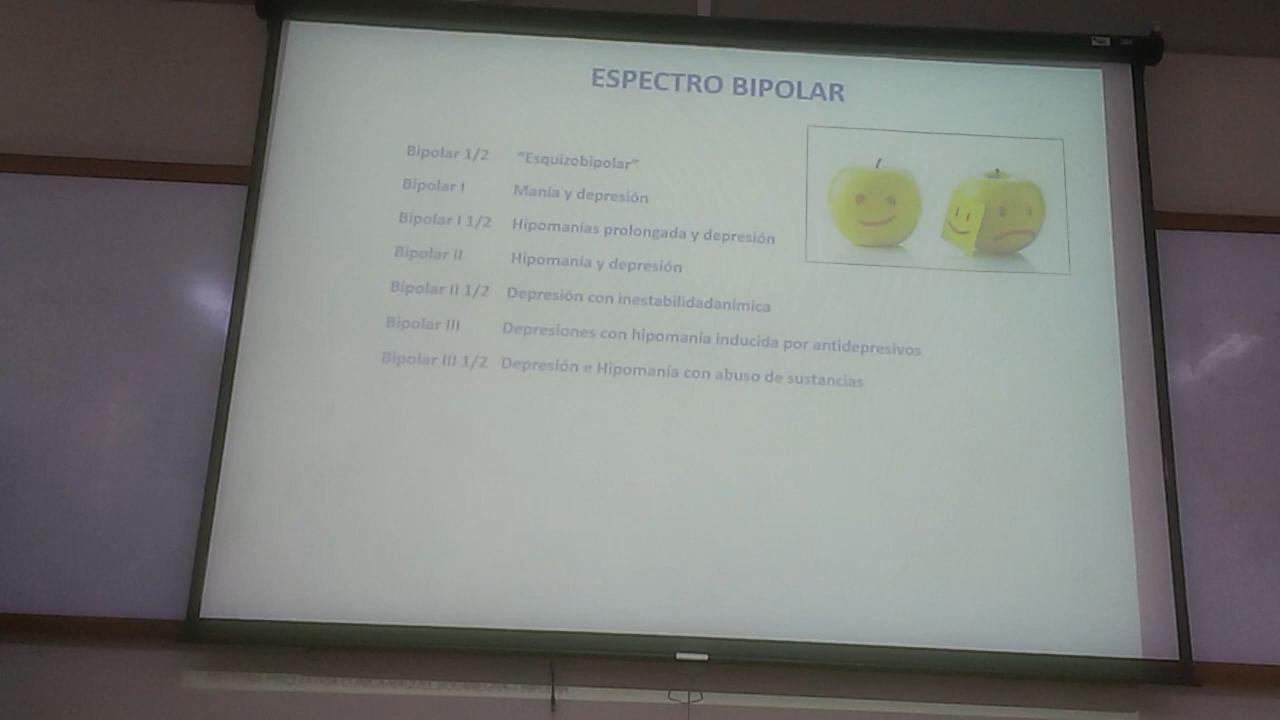 ESPECTRO BIPOLAR
Bipolar 1/2 "Esquizobipolar"
Bipolar I Manía y depresión
Bipolar I 1/2 Hipomanías prolongada y depresión
Bipolar II Hipomanía y depresión
Bipolar II 1/2 Depresión con inestabilidadanímica
Bipolar III Depresiones con hipomanía inducida por antidepresivos
Bipolar III 1/2 Depresión e Hipomanía con abuso de sustancias